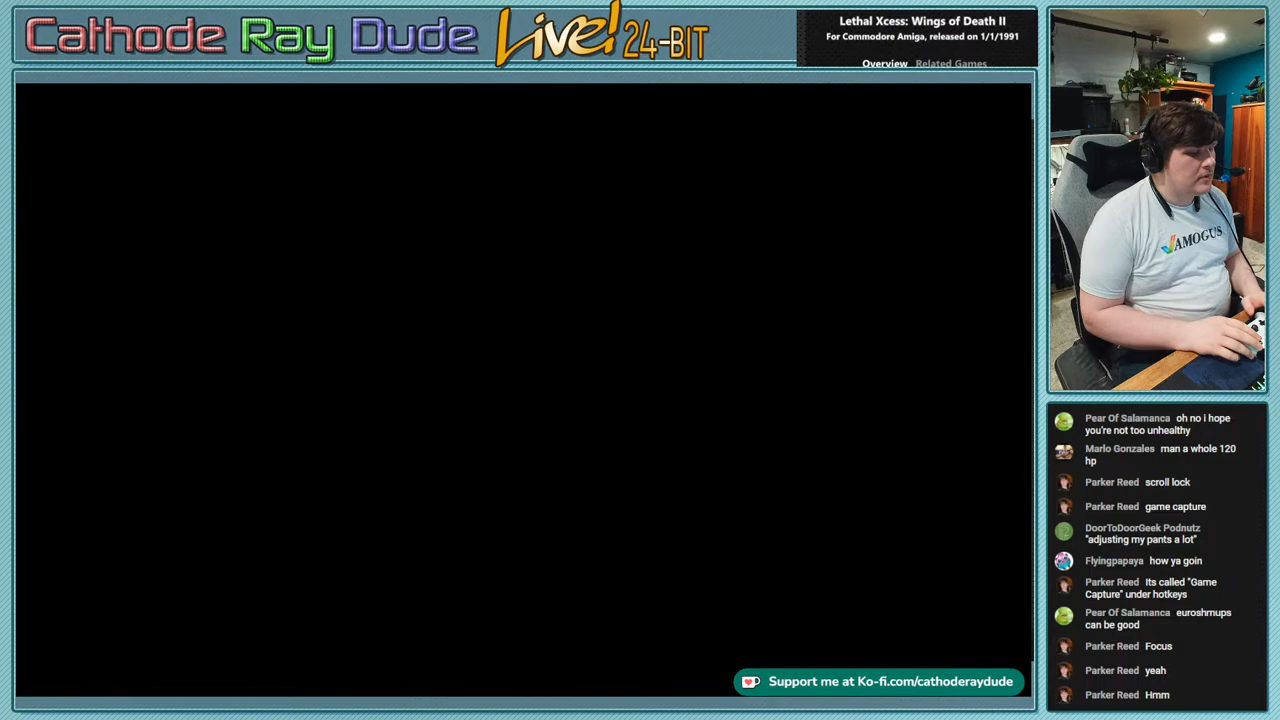 Cathode Ray Dude Live! 24-BIT
Lethal Xcess: Wings of Death II
For Commodore Amiga, released on 1/1/1991
Overview Related Games
AMOGUS
Pear Of Salamanca oh no i hope
you're not too unhealthy
Marlo Gonzales man a whole 120
hp
Parker Reed scroll lock
Parker Reed game capture
DoorToDoorGeek Podnutz
"adjusting my pants a lot"
Flyingpapaya how ya goin
Parker Reed Its called "Game
Capture" under hotkeys
Pear Of Salamanca euroshmups
can be good
Parker Reed Focus
Parker Reed yeah
Parker Reed Hmm
Support me at Ko-fi.com/cathoderaydude